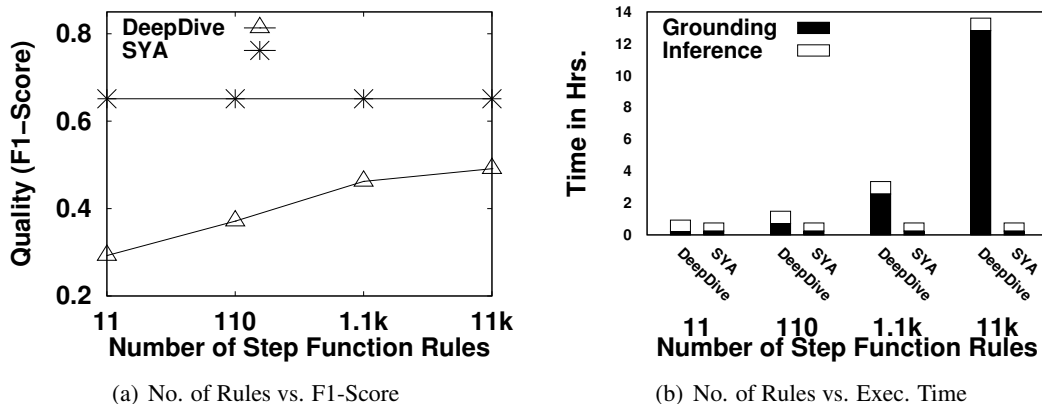 DeepDive
SYA
0.8
0.6
0.4
0.2
Quality (F1−Score)
11 110 1.1k 11k
Number of Step Function Rules
(a) No. of Rules vs. F1-Score
Grounding
Inference
14
12
10
8
6
4
2
0
Time in Hrs.
DeepDive SYA DeepDive SYA DeepDive SYA DeepDive SYA
11 110 1.1k 11k
Number of Step Function Rules
(b) No. of Rules vs. Exec. Time